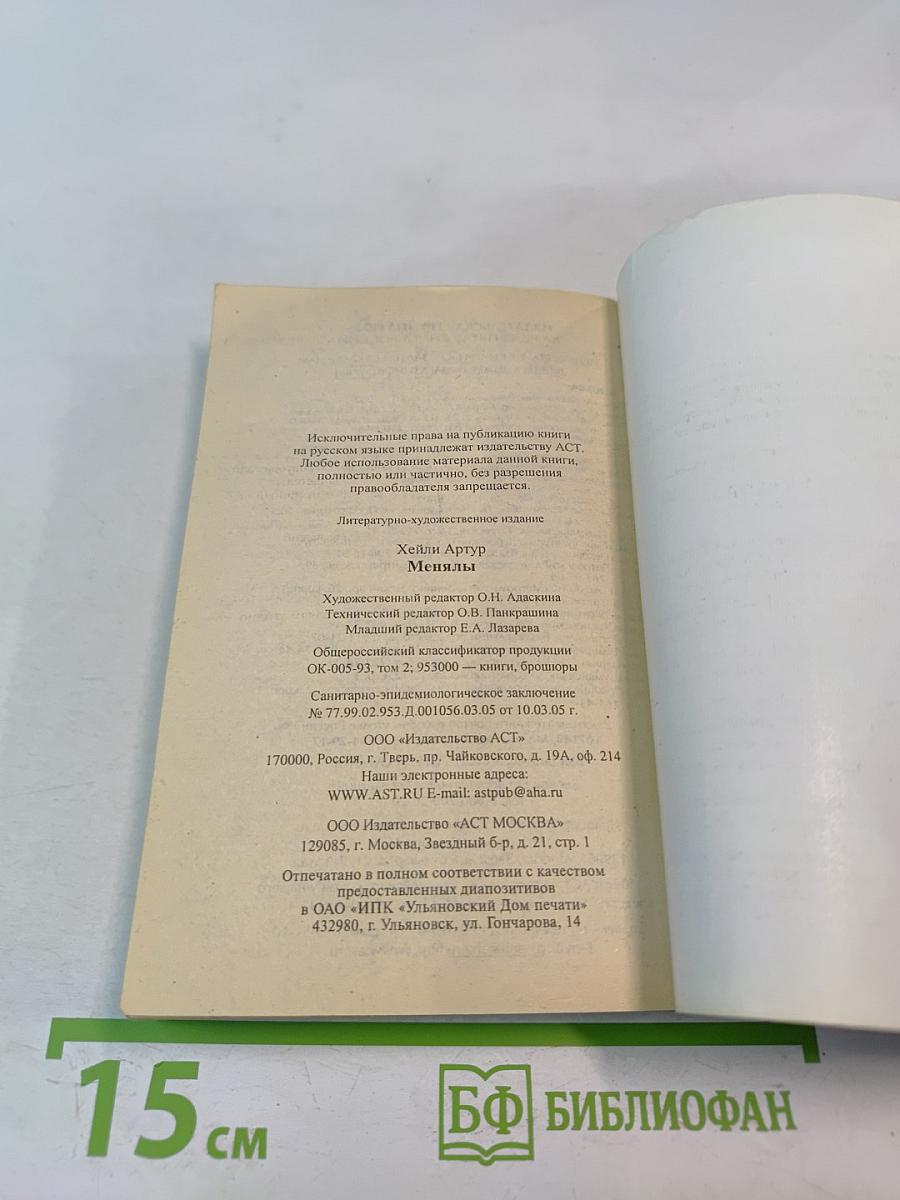 Исключительные права на публикацию книги
на русском языке принадлежат издательству АСТ.
Любое использование материала данной книги,
полностью или частично, без разрешения
правообладателя запрещается.
Литературно-художественное издание
Хейли Артур
Менялы
Художественный редактор О.Н. Адаскина
Технический редактор О.В. Панкрашина
Младший редактор Е.А. Лазарева
Общероссийский классификатор продукции
ОК-005-93, том 2; 953000 — книги, брошюры
Санитарно-эпидемиологическое заключение
№ 77.99.02.953.Д.001056.03.05 от 10.03.05 г.
ООО «Издательство АСТ»
170000, Россия, г. Тверь, пр. Чайковского, д. 19А, оф. 214
Наши электронные адреса:
WWW.AST.RU E-mail: astpub@aha.ru
ООО Издательство «АСТ МОСКВА»
129085, г. Москва, Звездный б-р, д. 21, стр. 1
Отпечатано в полном соответствии с качеством
предоставленных диапозитивов
в ОАО «ИПК «Ульяновский Дом печати»
432980, г. Ульяновск, ул. Гончарова, 14
15 см
БФ БИБЛИОФАН